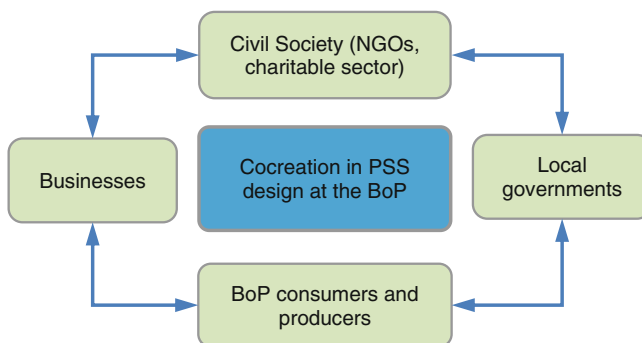 Civil Society (NGOs,
charitable sector)
Businesses
Cocreation in PSS
design at the BoP
Local
governments
BoP consumers and
producers